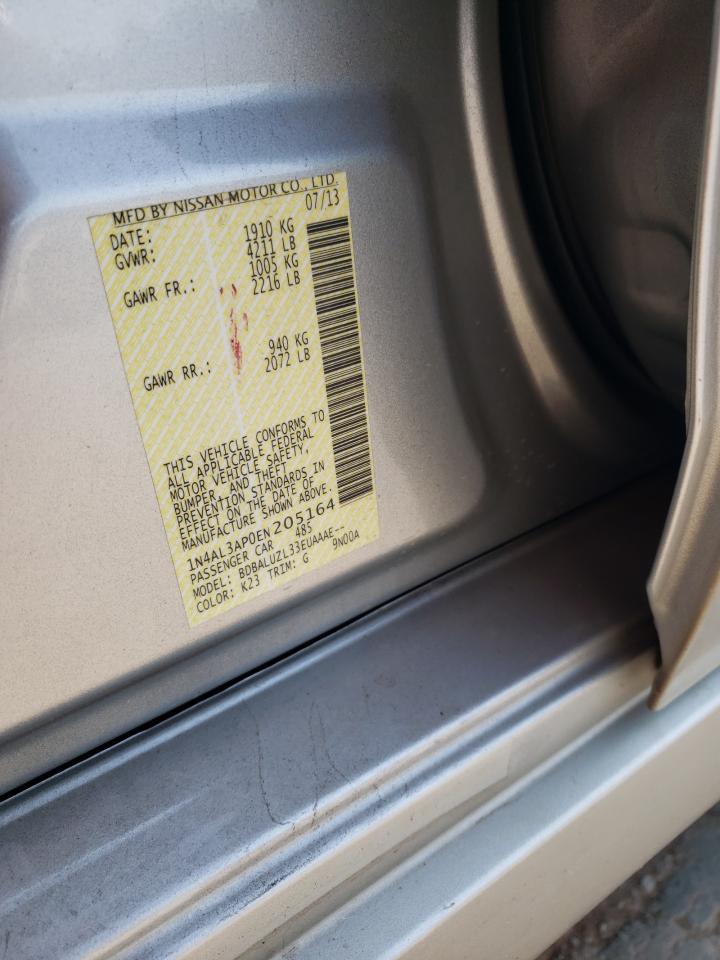 MFD BY NISSAN MOTOR CO., LTD.
DATE: 07/13
GVWR: 1910 KG
4211 LB
GAWR FR.: 1005 KG
2216 LB
GAWR RR.: 940 KG
2072 LB
THIS VEHICLE CONFORMS TO
ALL APPLICABLE FEDERAL
MOTOR VEHICLE SAFETY,
BUMPER, AND THEFT
PREVENTION STANDARDS IN
EFFECT ON THE DATE OF
MANUFACTURE SHOWN ABOVE.
1N4AL3AP0EN205164
PASSENGER CAR 485
MODEL: BDBALUZL33EUAAAE--
COLOR: K23 TRIM: G 9N00A